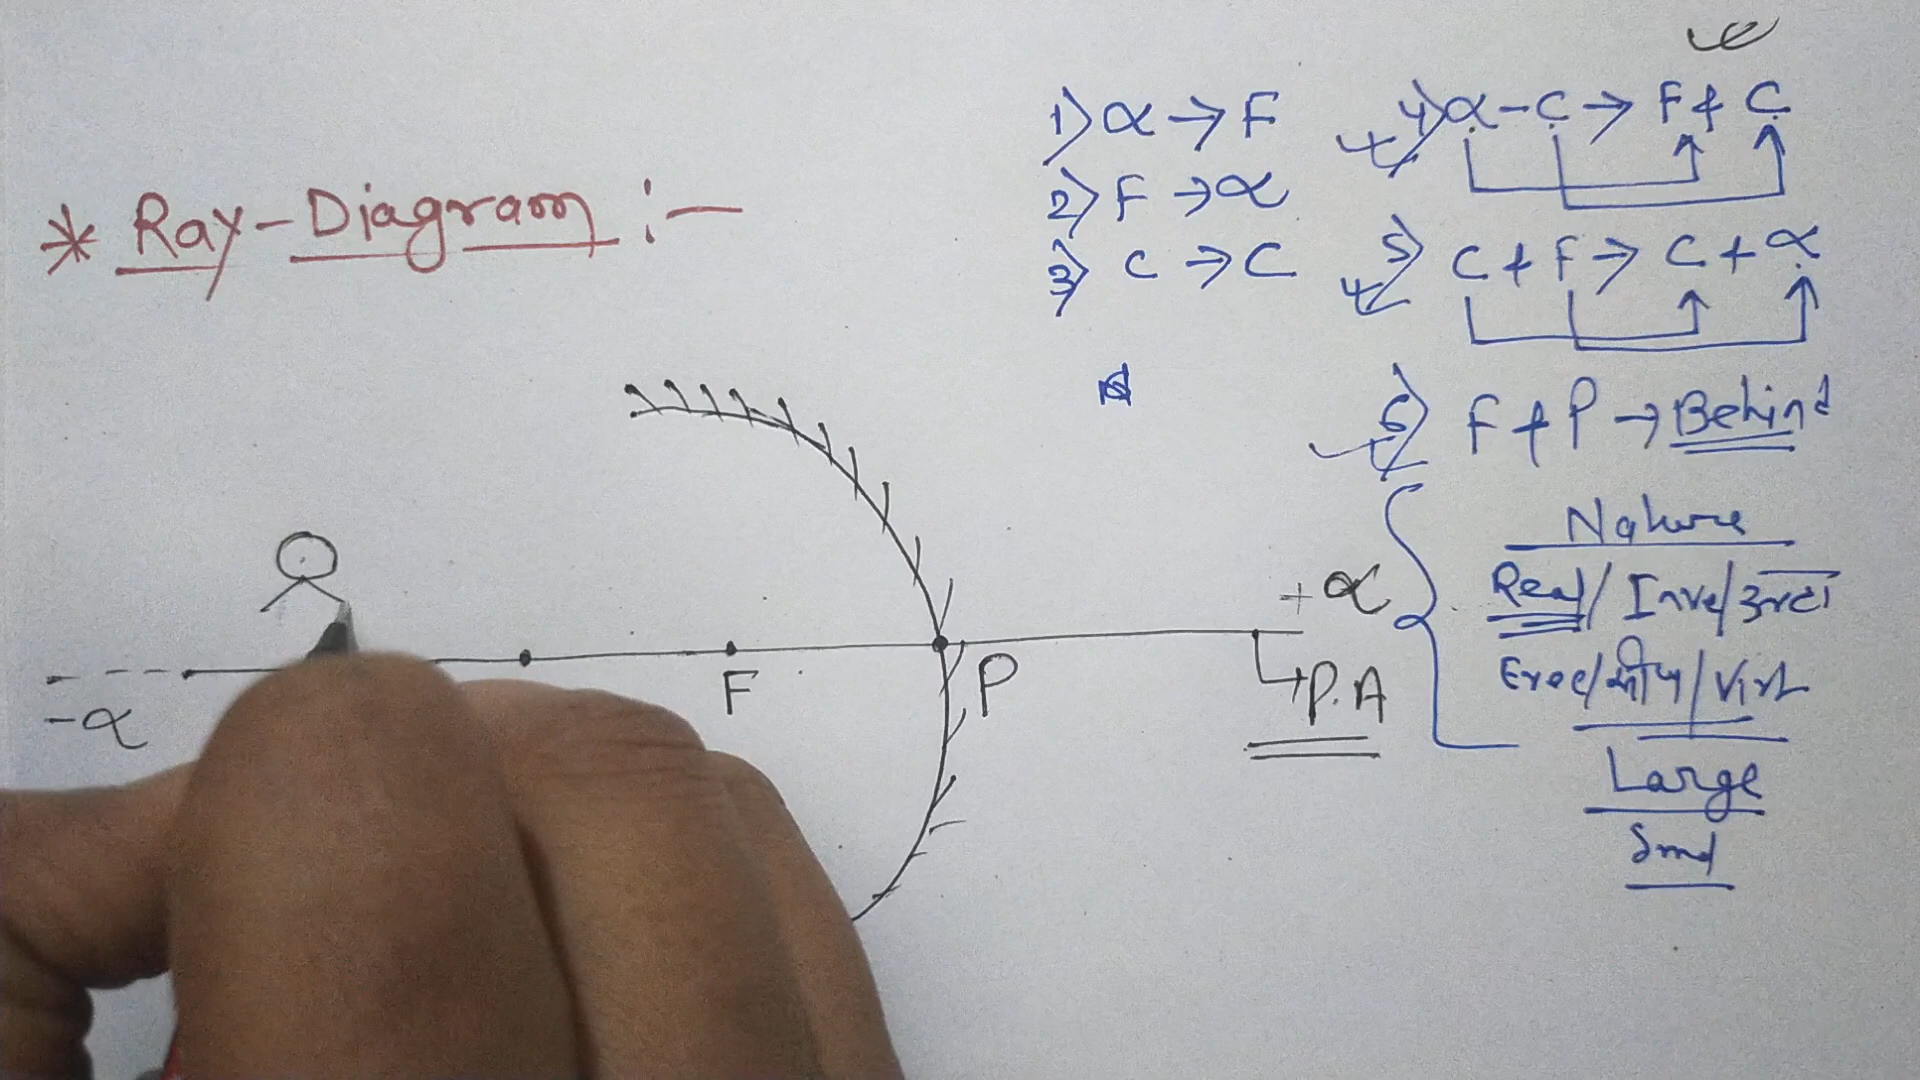 * Ray-Diagram :-
1) ∝ → F
2) F → ∝
3) C → C
4) ∝ - C → F + C
5) C + F → C + ∝
6) F + P → Behind
Nature
Real / Inve / उल्टा
Erec / सीधा / Virt
Large
Smal
+ ∝
F
P
P.A
- ∝